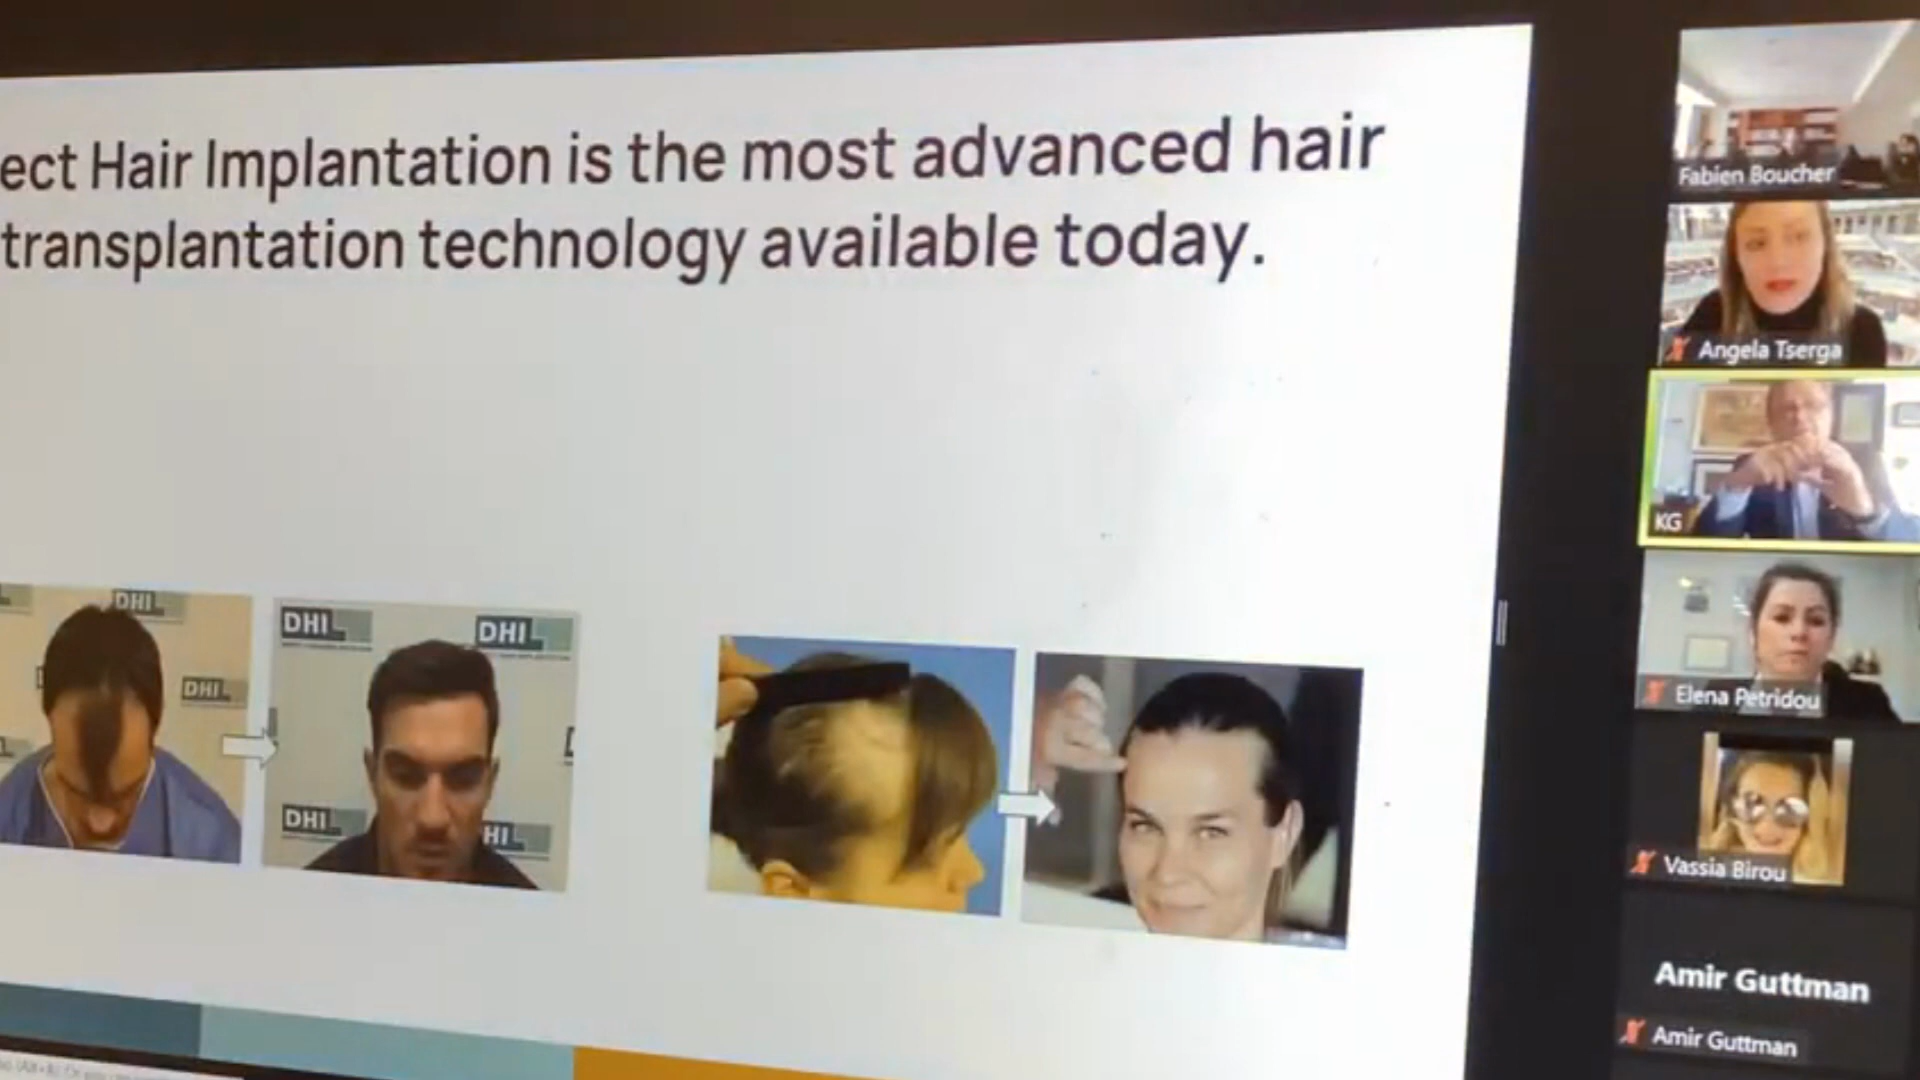 ect Hair Implantation is the most advanced hair
transplantation technology available today.
DHI
DHI
DHI
DHI
DHI
HI
Fabien Boucher
Angela Tserga
KG
Elena Petridou
Vassia Birou
Amir Guttman
Amir Guttman